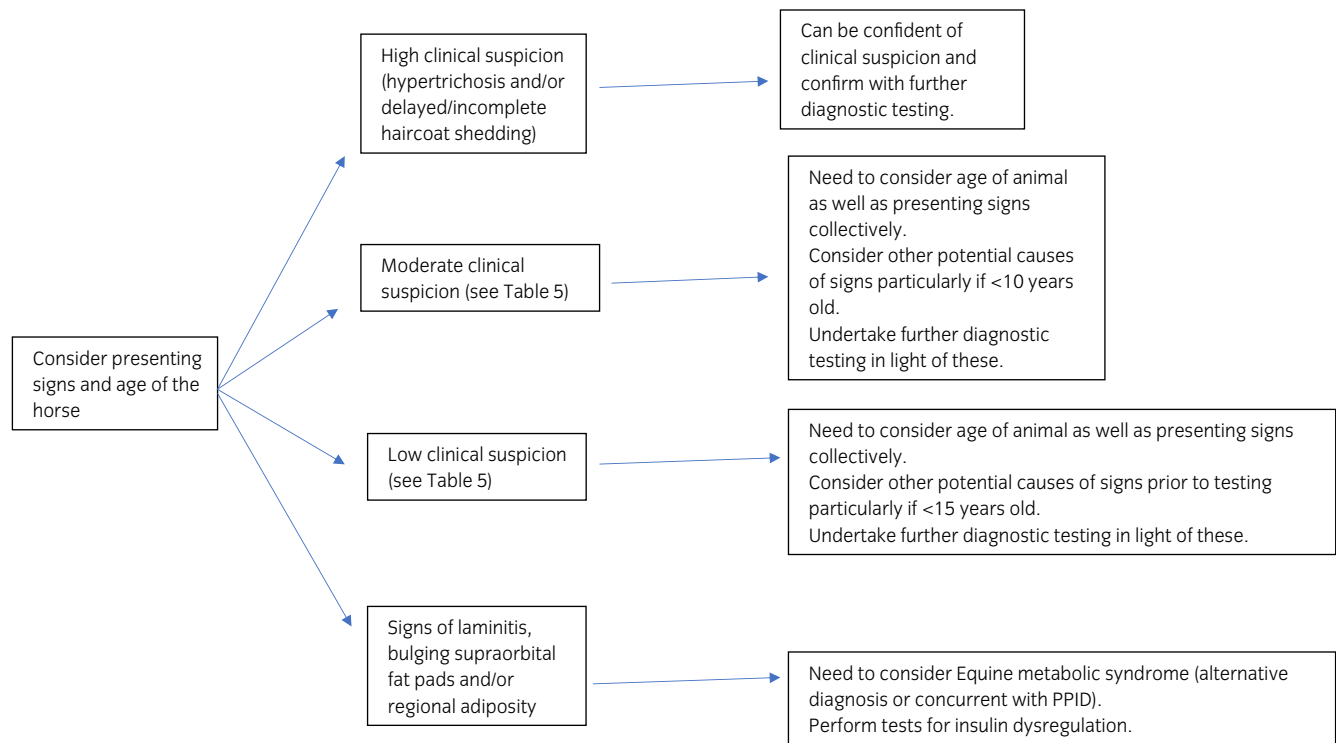 Consider presenting
signs and age of the
horse
High clinical suspicion
(hypertrichosis and/or
delayed/incomplete
haircoat shedding)
Can be confident of
clinical suspicion and
confirm with further
diagnostic testing.
Moderate clinical
suspicion (see Table 5)
Need to consider age of animal
as well as presenting signs
collectively.
Consider other potential causes
of signs particularly if <10 years
old.
Undertake further diagnostic
testing in light of these.
Low clinical suspicion
(see Table 5)
Need to consider age of animal as well as presenting signs
collectively.
Consider other potential causes of signs prior to testing
particularly if <15 years old.
Undertake further diagnostic testing in light of these.
Signs of laminitis,
bulging supraorbital
fat pads and/or
regional adiposity
Need to consider Equine metabolic syndrome (alternative
diagnosis or concurrent with PPID).
Perform tests for insulin dysregulation.